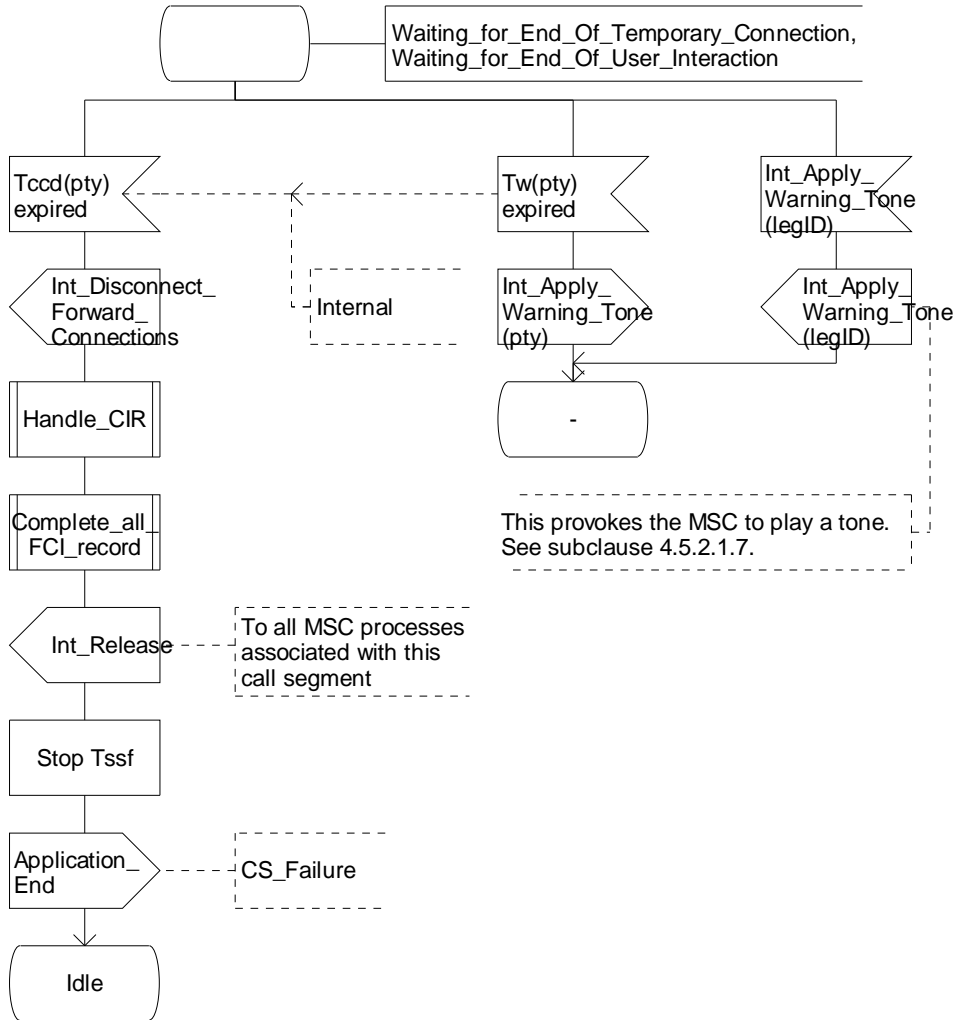 Waiting_for_End_Of_Temporary_Connection,
Waiting_for_End_Of_User_Interaction
Tccd(pty)
expired
Tw(pty)
expired
Int_Apply_
Warning_Tone
(legID)
Int_Disconnect_
Forward_
Connections
Internal
Int_Apply_
Warning_Tone
(pty)
Int_Apply_
Warning_Tone
(legID)
Handle_CIR
-
Complete_all_
FCI_record
This provokes the MSC to play a tone.
See subclause 4.5.2.1.7.
Int_Release
To all MSC processes
associated with this
call segment
Stop Tssf
Application_
End
CS_Failure
Idle